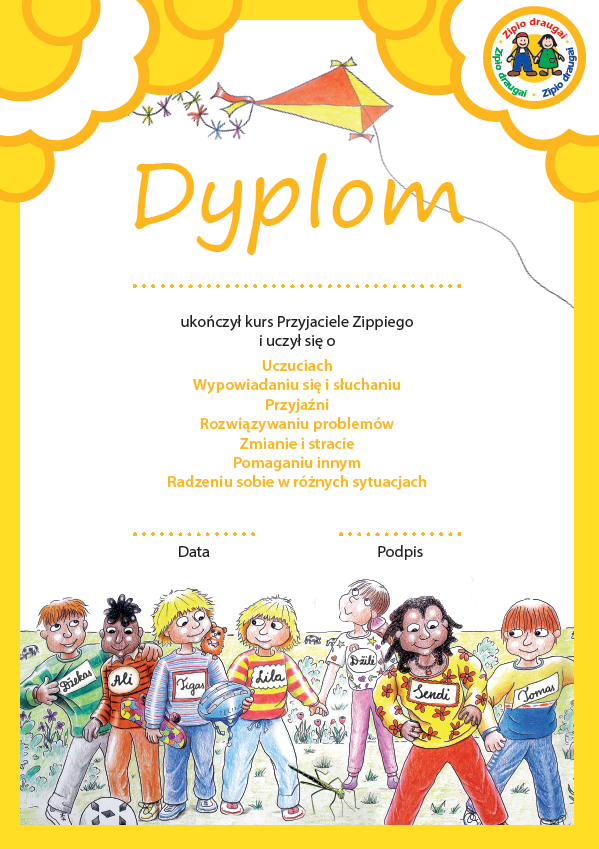 Zipio draugai
Zipio draugai
Zipio draugai
Dyplom
ukończył kurs Przyjaciele Zippiego
i uczył się o
Uczuciach
Wypowiadaniu się i słuchaniu
Przyjaźni
Rozwiązywaniu problemów
Zmianie i stracie
Pomaganiu innym
Radzeniu sobie w różnych sytuacjach
Data
Podpis
Džekas
Ali
Tigas
Lila
Džilė
Sendi
Tomas